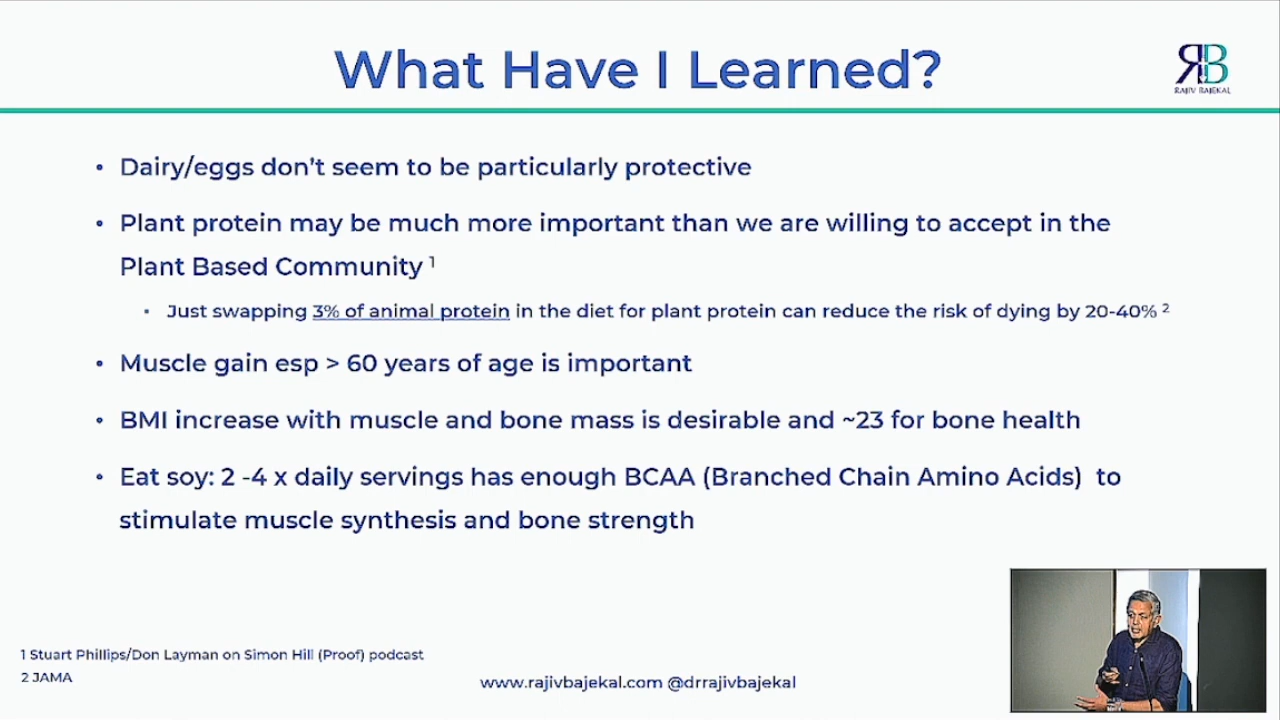 What Have I Learned?
RB
RAJIV BAJEKAL
• Dairy/eggs don't seem to be particularly protective
• Plant protein may be much more important than we are willing to accept in the
Plant Based Community ¹
• Just swapping 3% of animal protein in the diet for plant protein can reduce the risk of dying by 20-40% ²
• Muscle gain esp > 60 years of age is important
• BMI increase with muscle and bone mass is desirable and ~23 for bone health
• Eat soy: 2 -4 x daily servings has enough BCAA (Branched Chain Amino Acids)  to
stimulate muscle synthesis and bone strength
1 Stuart Phillips/Don Layman on Simon Hill (Proof) podcast
2 JAMA
www.rajivbajekal.com @drrajivbajekal